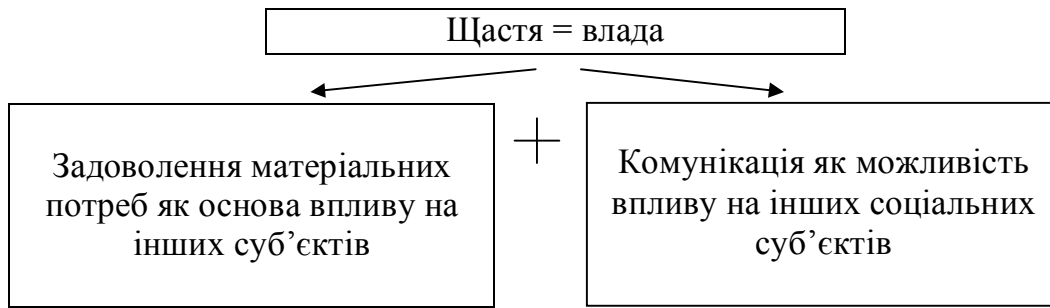 Щастя = влада
Задоволення матеріальних
потреб як основа впливу на
інших суб’єктів
+
Комунікація як можливість
впливу на інших соціальних
суб’єктів